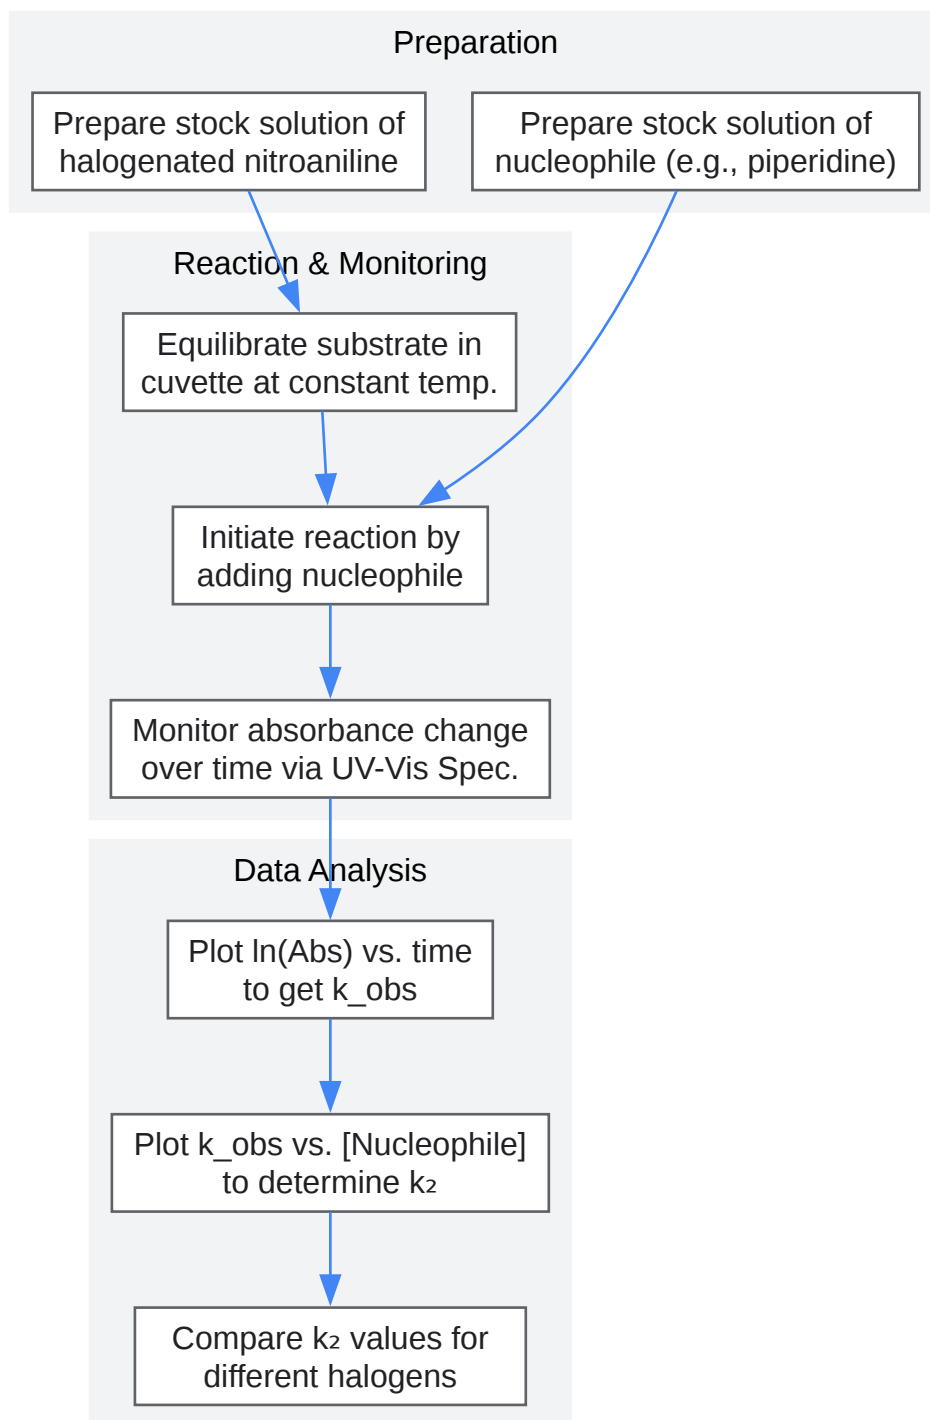 Preparation
Prepare stock solution of
halogenated nitroaniline
Prepare stock solution of
nucleophile (e.g., piperidine)
Reaction & Monitoring
Equilibrate substrate in
cuvette at constant temp.
Initiate reaction by
adding nucleophile
Monitor absorbance change
over time via UV-Vis Spec.
Data Analysis
Plot ln(Abs) vs. time
to get k_obs
Plot k_obs vs. [Nucleophile]
to determine k₂
Compare k₂ values for
different halogens